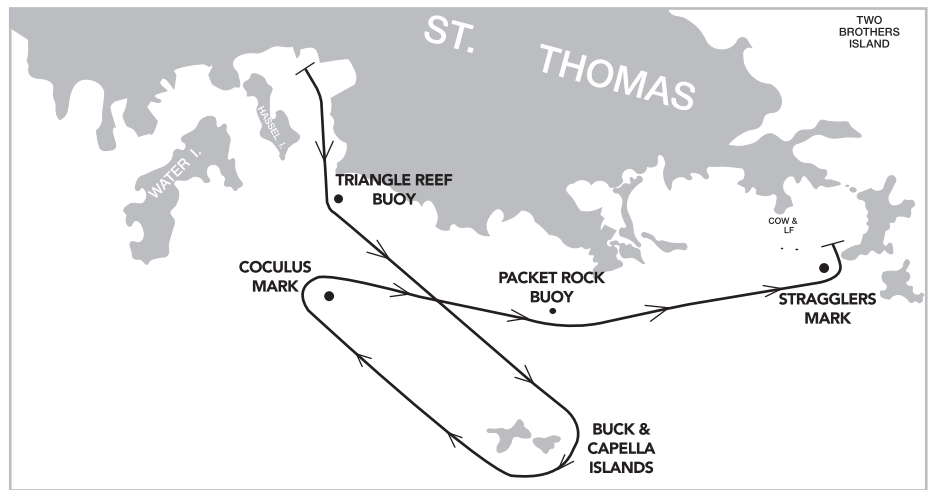 ST. THOMAS
TWO
BROTHERS
ISLAND
HASSEL I.
WATER I.
TRIANGLE REEF
BUOY
COW &
LF
COCULUS
MARK
PACKET ROCK
BUOY
STRAGGLERS
MARK
BUCK &
CAPELLA
ISLANDS